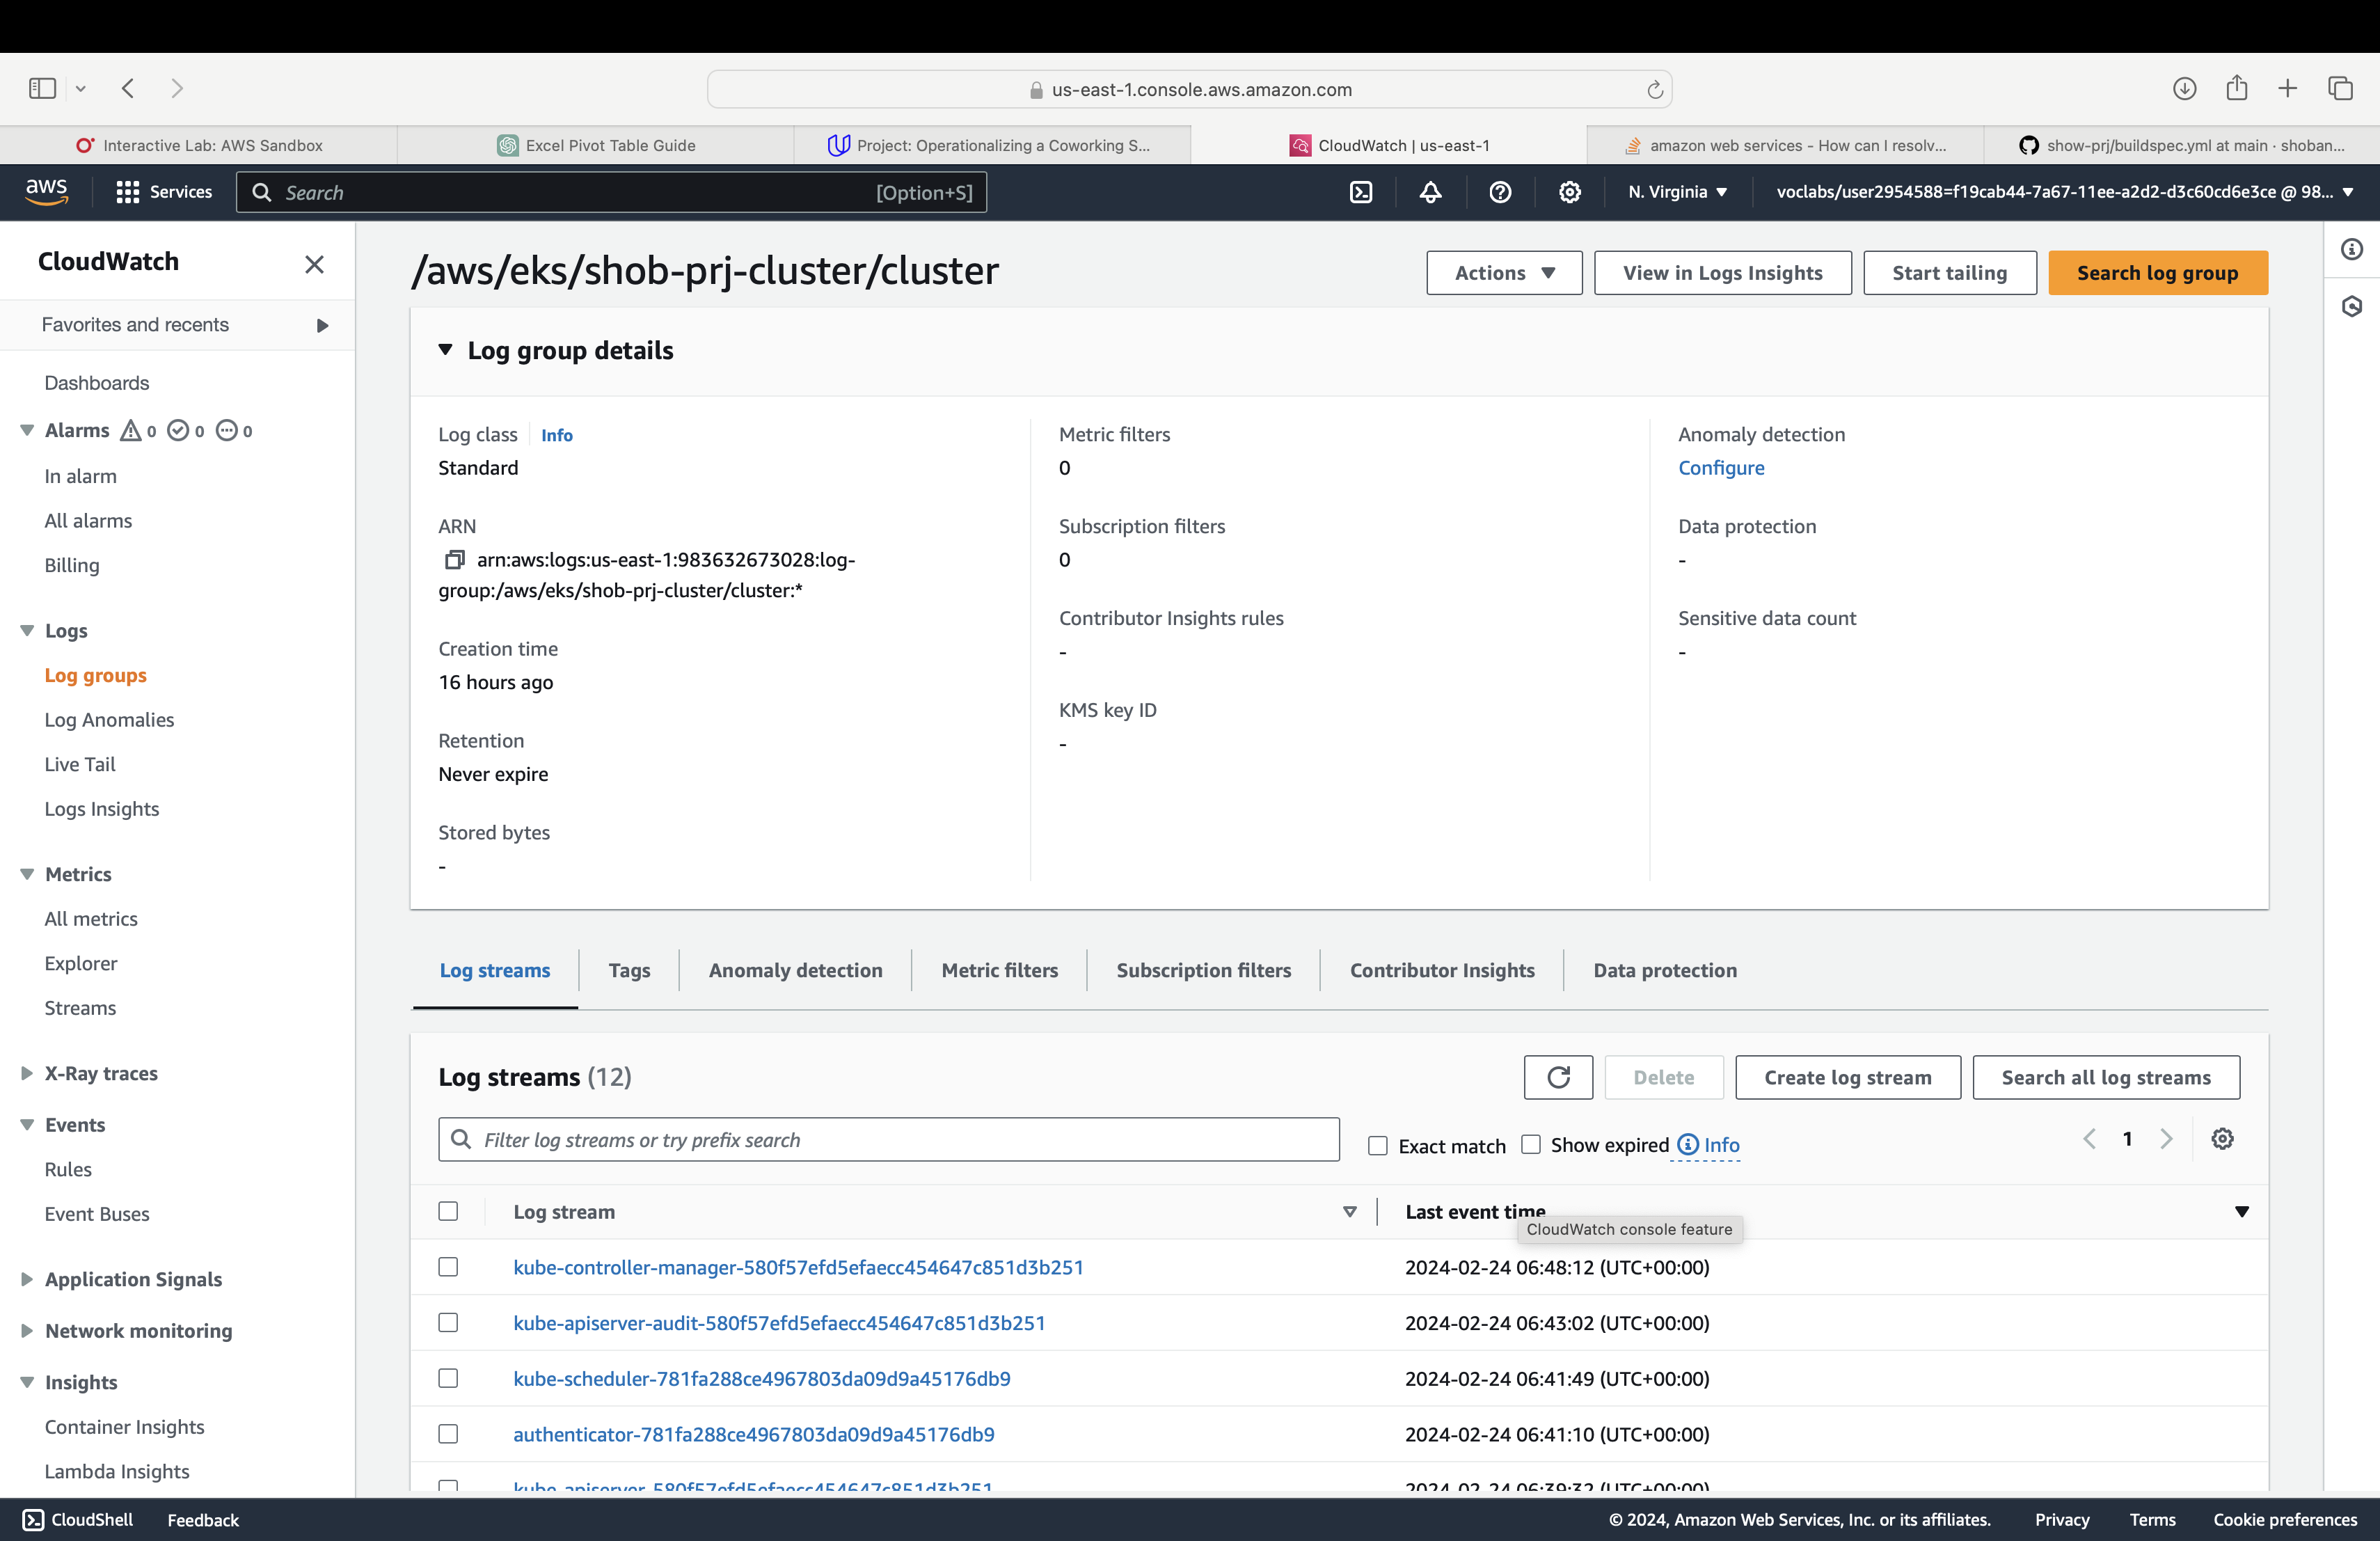 us-east-1.console.aws.amazon.com
Interactive Lab: AWS Sandbox
Excel Pivot Table Guide
Project: Operationalizing a Coworking S...
CloudWatch | us-east-1
amazon web services - How can I resolv...
show-prj/buildspec.yml at main · shoban...
aws
Services
Search
[Option+S]
N. Virginia
voclabs/user2954588=f19cab44-7a67-11ee-a2d2-d3c60cd6e3ce @ 98...
CloudWatch
Favorites and recents
Dashboards
Alarms 0 0 0
In alarm
All alarms
Billing
Logs
Log groups
Log Anomalies
Live Tail
Logs Insights
Metrics
All metrics
Explorer
Streams
X-Ray traces
Events
Rules
Event Buses
Application Signals
Network monitoring
Insights
Container Insights
Lambda Insights
/aws/eks/shob-prj-cluster/cluster
Actions
View in Logs Insights
Start tailing
Search log group
Log group details
Log class
Info
Standard
ARN
arn:aws:logs:us-east-1:983632673028:log-
group:/aws/eks/shob-prj-cluster/cluster:*
Creation time
16 hours ago
Retention
Never expire
Stored bytes
-
Metric filters
0
Subscription filters
0
Contributor Insights rules
-
KMS key ID
-
Anomaly detection
Configure
Data protection
-
Sensitive data count
-
Log streams
Tags
Anomaly detection
Metric filters
Subscription filters
Contributor Insights
Data protection
Log streams (12)
Delete
Create log stream
Search all log streams
Filter log streams or try prefix search
Exact match
Show expired
Info
1
Log stream
Last event time
CloudWatch console feature
kube-controller-manager-580f57efd5efaecc454647c851d3b251
2024-02-24 06:48:12 (UTC+00:00)
kube-apiserver-audit-580f57efd5efaecc454647c851d3b251
2024-02-24 06:43:02 (UTC+00:00)
kube-scheduler-781fa288ce4967803da09d9a45176db9
2024-02-24 06:41:49 (UTC+00:00)
authenticator-781fa288ce4967803da09d9a45176db9
2024-02-24 06:41:10 (UTC+00:00)
kube-apiserver-580f57efd5efaecc454647c851d3b251
2024-02-24 06:39:32 (UTC+00:00)
CloudShell
Feedback
© 2024, Amazon Web Services, Inc. or its affiliates.
Privacy
Terms
Cookie preferences